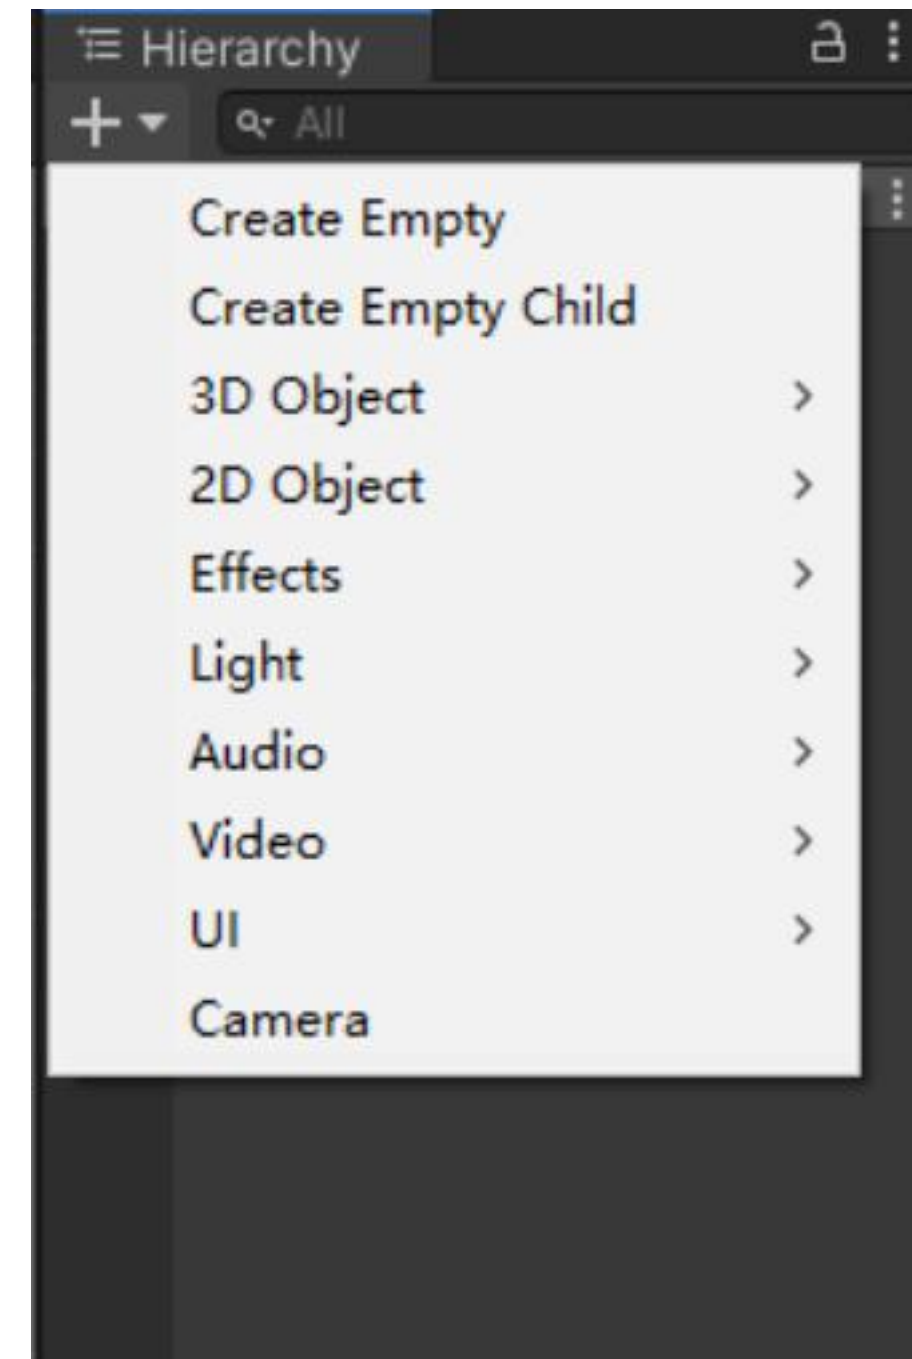 Hierarchy
All
Create Empty
Create Empty Child
3D Object
2D Object
Effects
Light
Audio
Video
UI
Camera